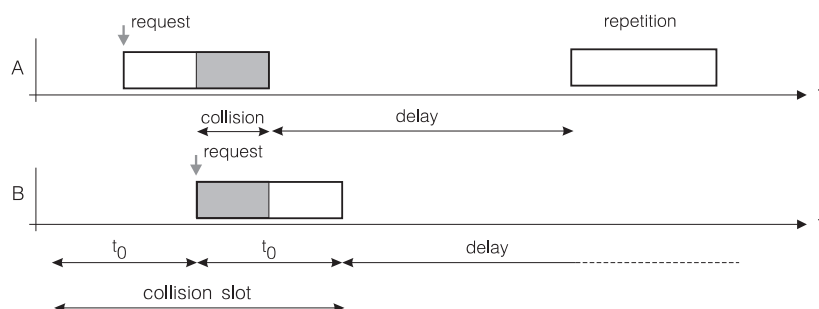 request
repetition
A
collision
delay
request
B
t0
t0
delay
collision slot